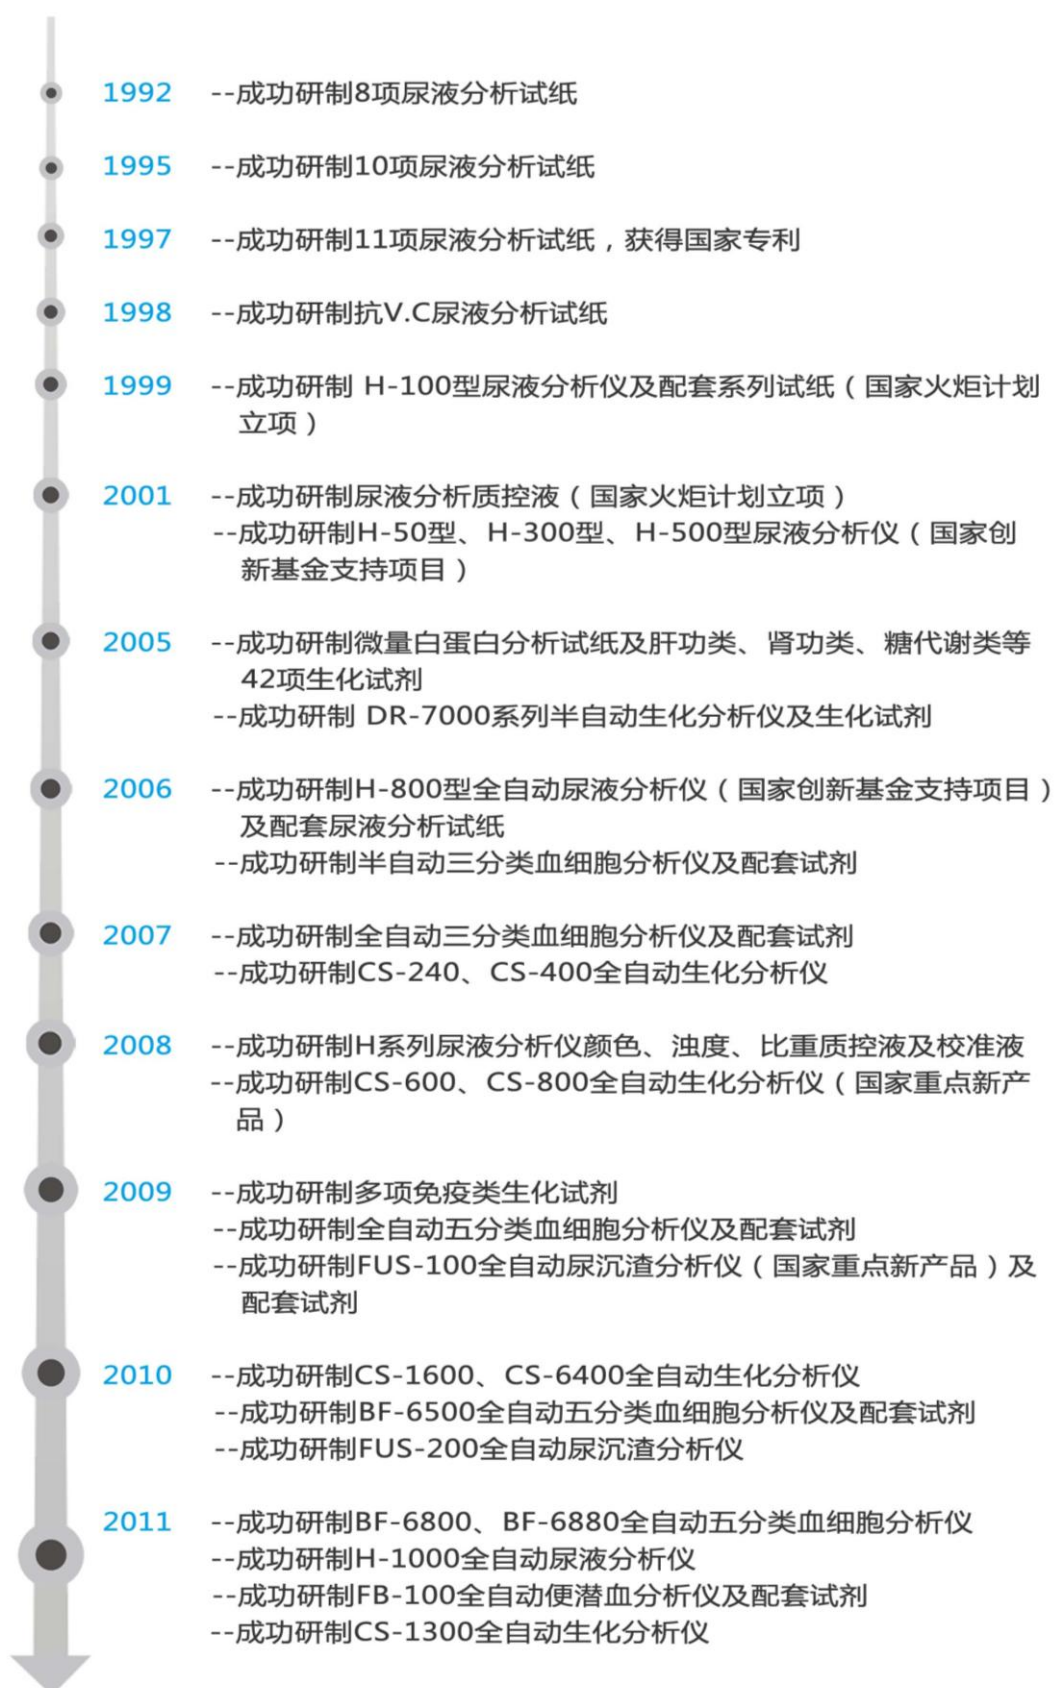 1992 --成功研制8项尿液分析试纸
1995 --成功研制10项尿液分析试纸
1997 --成功研制11项尿液分析试纸，获得国家专利
1998 --成功研制抗V.C尿液分析试纸
1999 --成功研制 H-100型尿液分析仪及配套系列试纸（国家火炬计划
立项）
2001 --成功研制尿液分析质控液（国家火炬计划立项）
--成功研制H-50型、H-300型、H-500型尿液分析仪（国家创
新基金支持项目）
2005 --成功研制微量白蛋白分析试纸及肝功类、肾功类、糖代谢类等
42项生化试剂
--成功研制 DR-7000系列半自动生化分析仪及生化试剂
2006 --成功研制H-800型全自动尿液分析仪（国家创新基金支持项目）
及配套尿液分析试纸
--成功研制半自动三分类血细胞分析仪及配套试剂
2007 --成功研制全自动三分类血细胞分析仪及配套试剂
--成功研制CS-240、CS-400全自动生化分析仪
2008 --成功研制H系列尿液分析仪颜色、浊度、比重质控液及校准液
--成功研制CS-600、CS-800全自动生化分析仪（国家重点新产
品）
2009 --成功研制多项免疫类生化试剂
--成功研制全自动五分类血细胞分析仪及配套试剂
--成功研制FUS-100全自动尿沉渣分析仪（国家重点新产品）及
配套试剂
2010 --成功研制CS-1600、CS-6400全自动生化分析仪
--成功研制BF-6500全自动五分类血细胞分析仪及配套试剂
--成功研制FUS-200全自动尿沉渣分析仪
2011 --成功研制BF-6800、BF-6880全自动五分类血细胞分析仪
--成功研制H-1000全自动尿液分析仪
--成功研制FB-100全自动便潜血分析仪及配套试剂
--成功研制CS-1300全自动生化分析仪